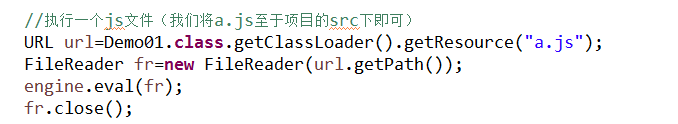 //执行一个js文件（我们将a.js至于项目的src下即可）
URL url=Demo01.class.getClassLoader().getResource("a.js");
FileReader fr=new FileReader(url.getPath());
engine.eval(fr);
fr.close();